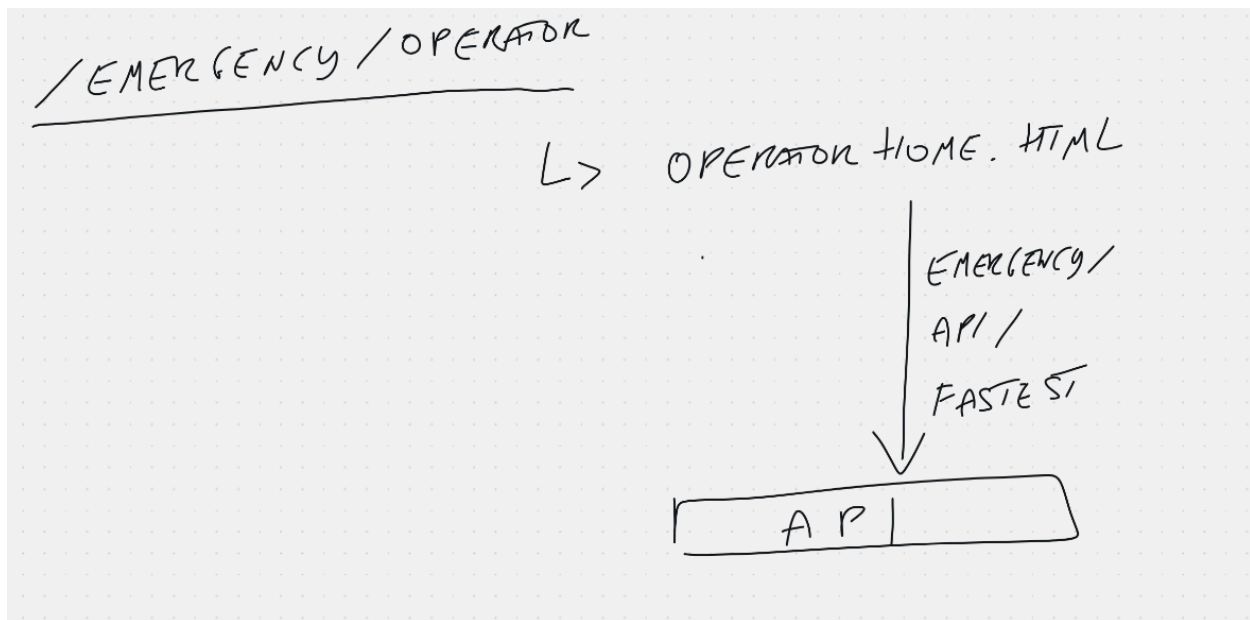 /EMERGENCY/OPERATOR
OPERATOR HOME. HTML
EMERGENCY/
API/
FASTEST
API